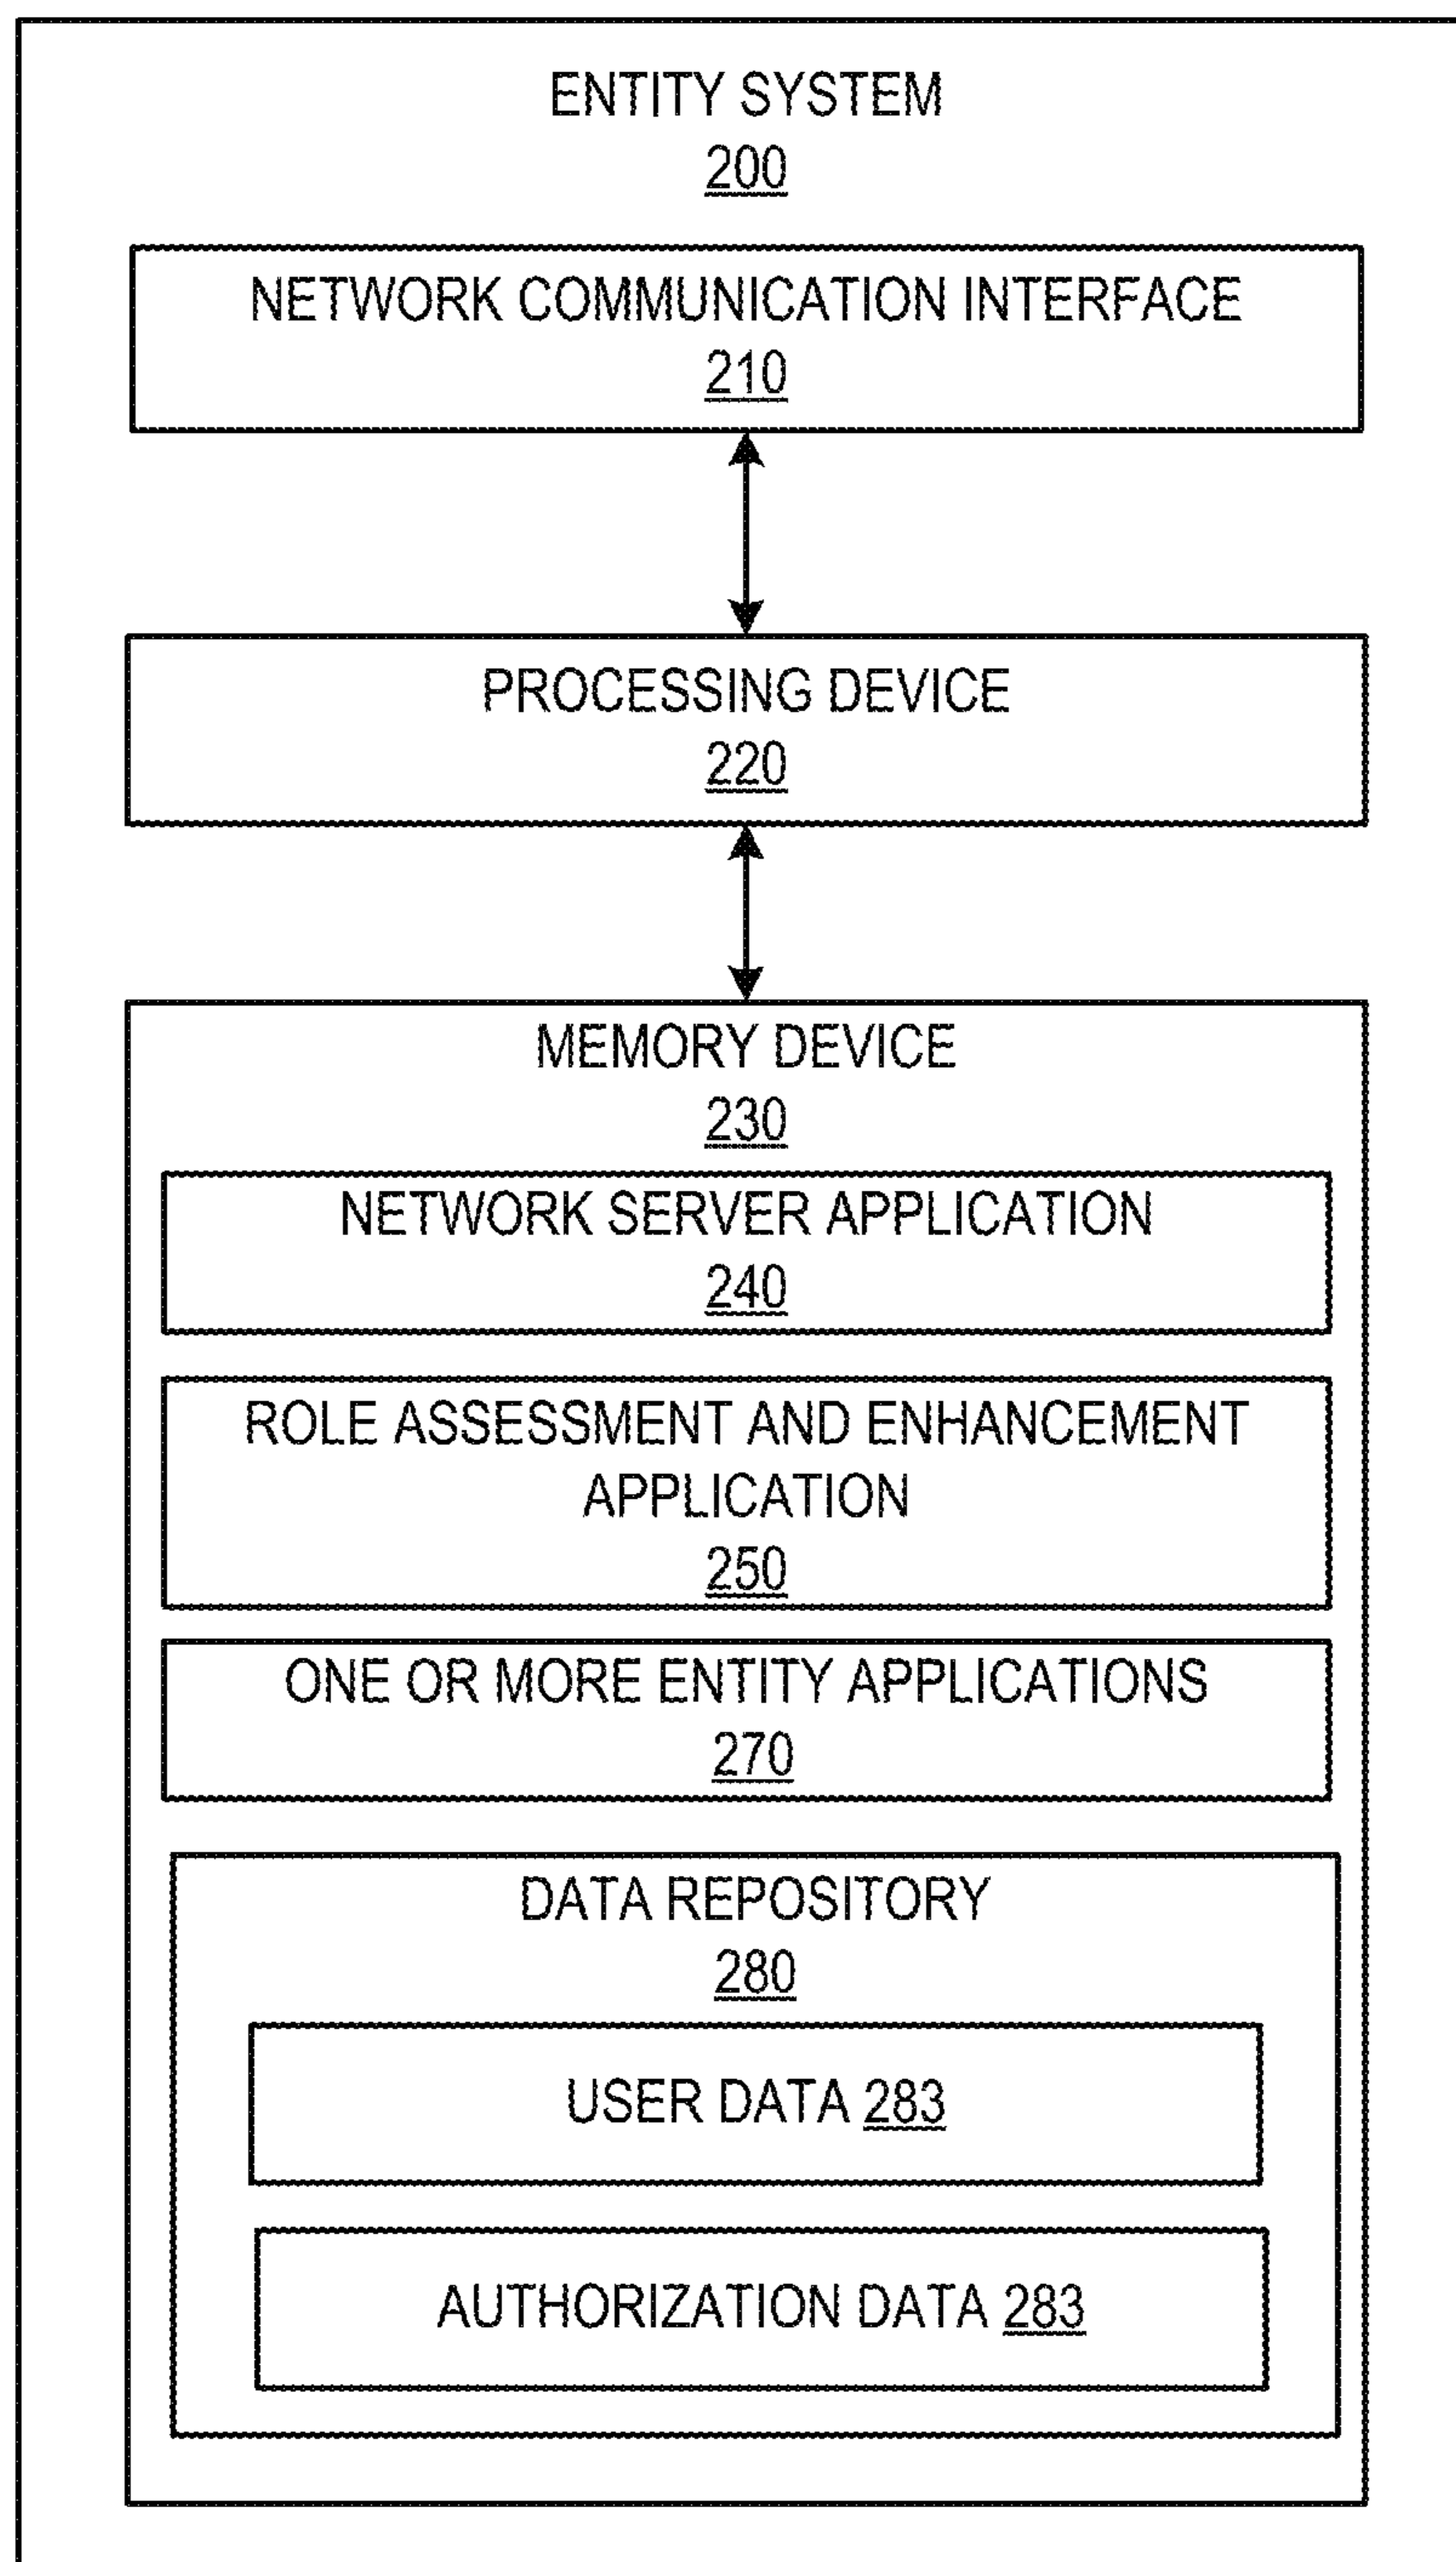 ENTITY SYSTEM
200
NETWORK COMMUNICATION INTERFACE
210
PROCESSING DEVICE
220
MEMORY DEVICE
230
NETWORK SERVER APPLICATION
240
ROLE ASSESSMENT AND ENHANCEMENT
APPLICATION
250
ONE OR MORE ENTITY APPLICATIONS
270
DATA REPOSITORY
280
USER DATA 283
AUTHORIZATION DATA 283